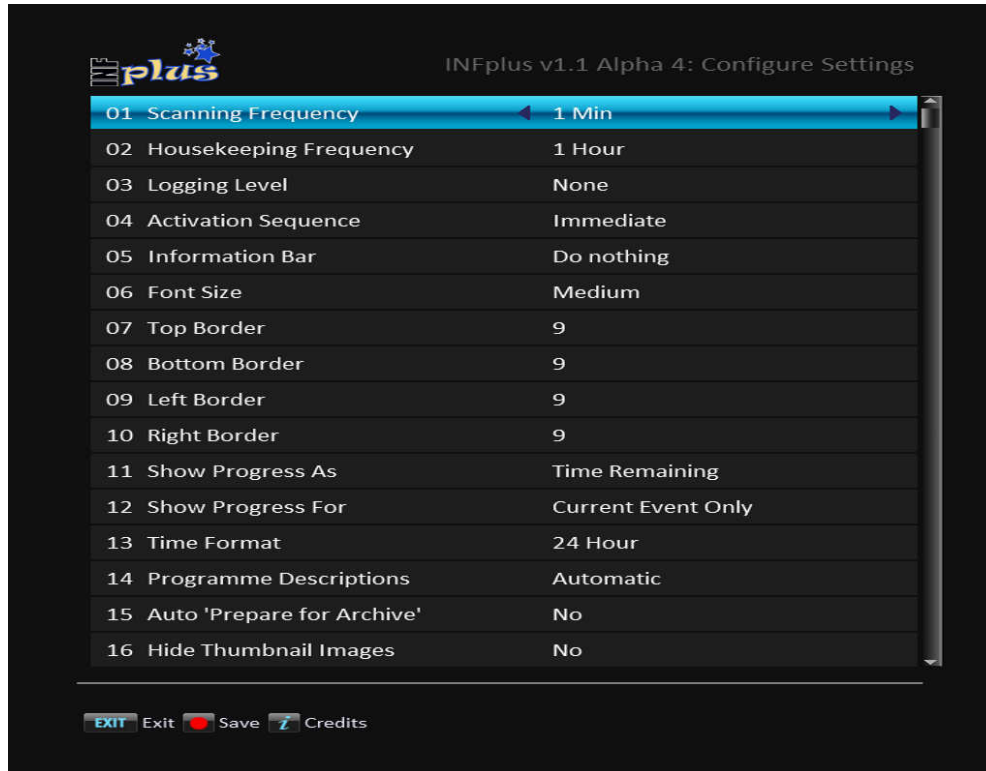 INF plus
INFplus v1.1 Alpha 4: Configure Settings
01 Scanning Frequency 1 Min
02 Housekeeping Frequency 1 Hour
03 Logging Level None
04 Activation Sequence Immediate
05 Information Bar Do nothing
06 Font Size Medium
07 Top Border 9
08 Bottom Border 9
09 Left Border 9
10 Right Border 9
11 Show Progress As Time Remaining
12 Show Progress For Current Event Only
13 Time Format 24 Hour
14 Programme Descriptions Automatic
15 Auto 'Prepare for Archive' No
16 Hide Thumbnail Images No
EXIT Exit Save i Credits